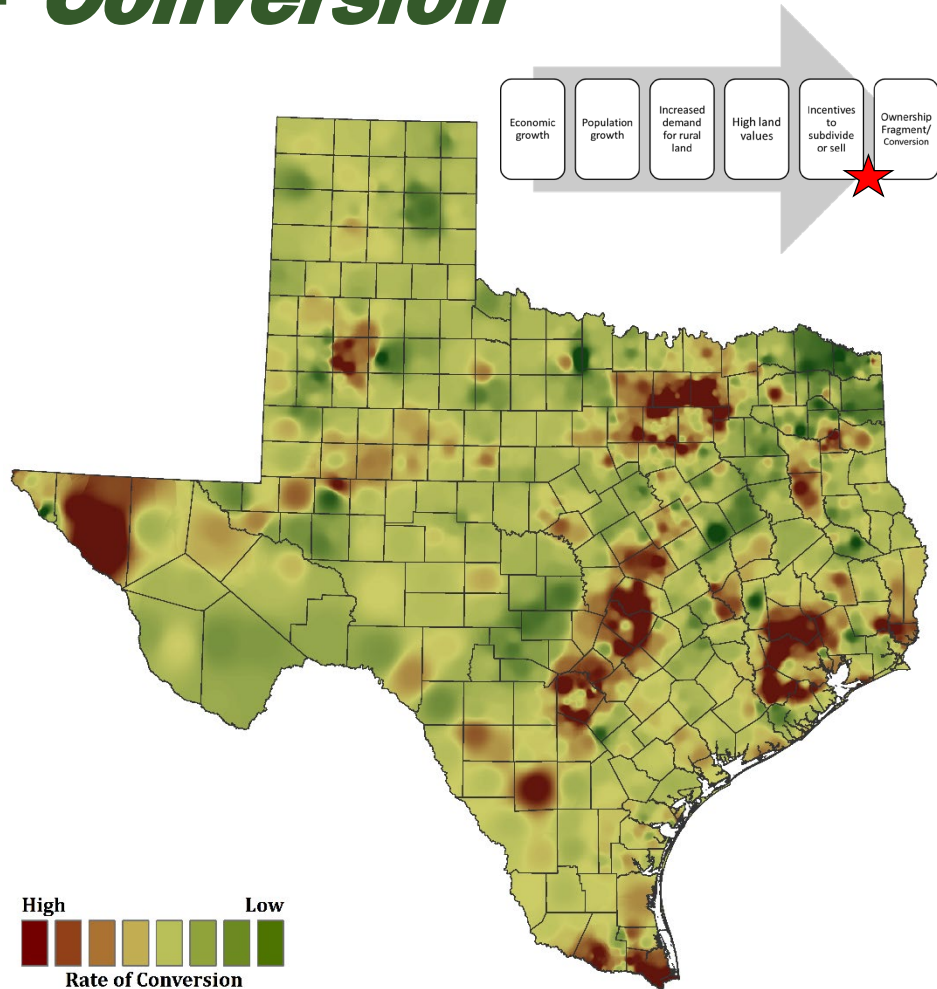 Conversion
Economic
growth
Population
growth
Increased
demand
for rural
land
High land
values
Incentives
to
subdivide
or sell
Ownership
Fragment/
Conversion
High
Low
Rate of Conversion